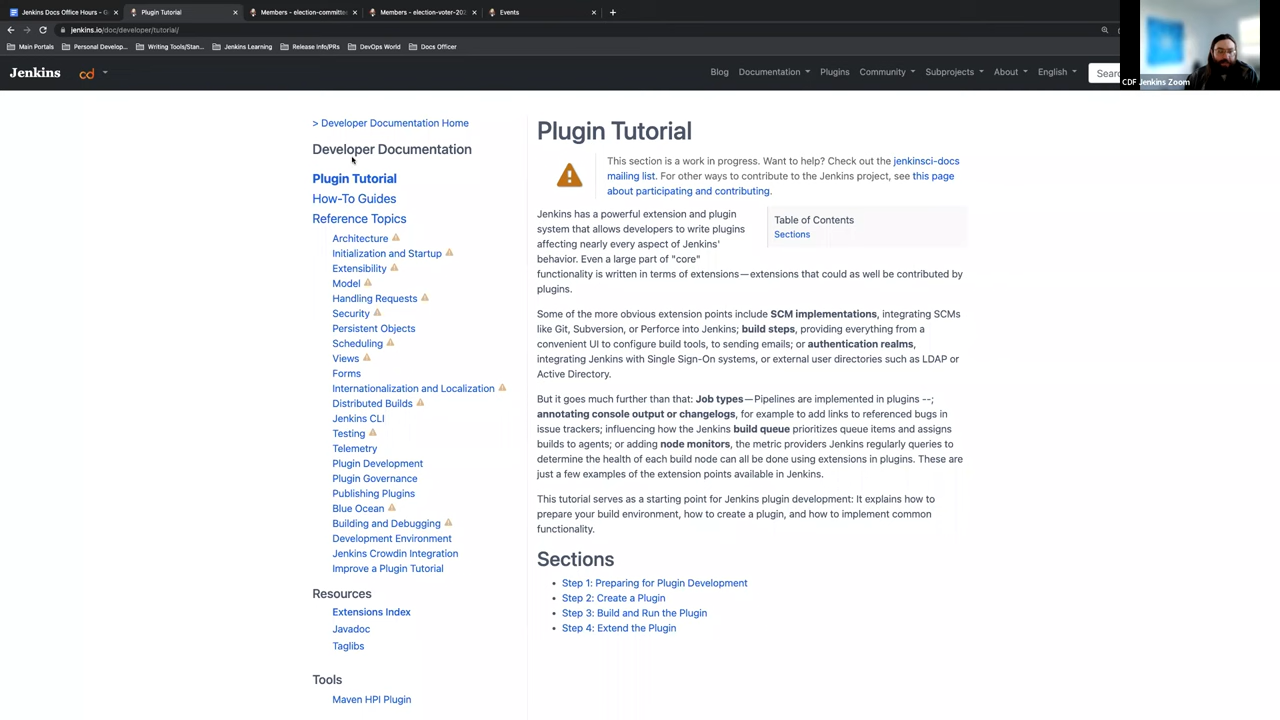 Jenkins Docs Office Hours - G
Plugin Tutorial
Members - election-committee
Members - election-voter-202
Events
jenkins.io/doc/developer/tutorial/
Main Portals
Personal Develop...
Writing Tools/Stan...
Jenkins Learning
Release Info/PRs
DevOps World
Docs Officer
Jenkins
cd
Blog
Documentation
Plugins
Community
Subprojects
About
English
Searc
CDF Jenkins Zoom
> Developer Documentation Home
Developer Documentation
Plugin Tutorial
How-To Guides
Reference Topics
Architecture
Initialization and Startup
Extensibility
Model
Handling Requests
Security
Persistent Objects
Scheduling
Views
Forms
Internationalization and Localization
Distributed Builds
Jenkins CLI
Testing
Telemetry
Plugin Development
Plugin Governance
Publishing Plugins
Blue Ocean
Building and Debugging
Development Environment
Jenkins Crowdin Integration
Improve a Plugin Tutorial
Resources
Extensions Index
Javadoc
Taglibs
Tools
Maven HPI Plugin
Plugin Tutorial
This section is a work in progress. Want to help? Check out the jenkinsci-docs
mailing list. For other ways to contribute to the Jenkins project, see this page
about participating and contributing.
Table of Contents
Sections
Jenkins has a powerful extension and plugin
system that allows developers to write plugins
affecting nearly every aspect of Jenkins'
behavior. Even a large part of "core"
functionality is written in terms of extensions—extensions that could as well be contributed by
plugins.
Some of the more obvious extension points include SCM implementations, integrating SCMs
like Git, Subversion, or Perforce into Jenkins; build steps, providing everything from a
convenient UI to configure build tools, to sending emails; or authentication realms,
integrating Jenkins with Single Sign-On systems, or external user directories such as LDAP or
Active Directory.
But it goes much further than that: Job types—Pipelines are implemented in plugins --;
annotating console output or changelogs, for example to add links to referenced bugs in
issue trackers; influencing how the Jenkins build queue prioritizes queue items and assigns
builds to agents; or adding node monitors, the metric providers Jenkins regularly queries to
determine the health of each build node can all be done using extensions in plugins. These are
just a few examples of the extension points available in Jenkins.
This tutorial serves as a starting point for Jenkins plugin development: It explains how to
prepare your build environment, how to create a plugin, and how to implement common
functionality.
Sections
Step 1: Preparing for Plugin Development
Step 2: Create a Plugin
Step 3: Build and Run the Plugin
Step 4: Extend the Plugin